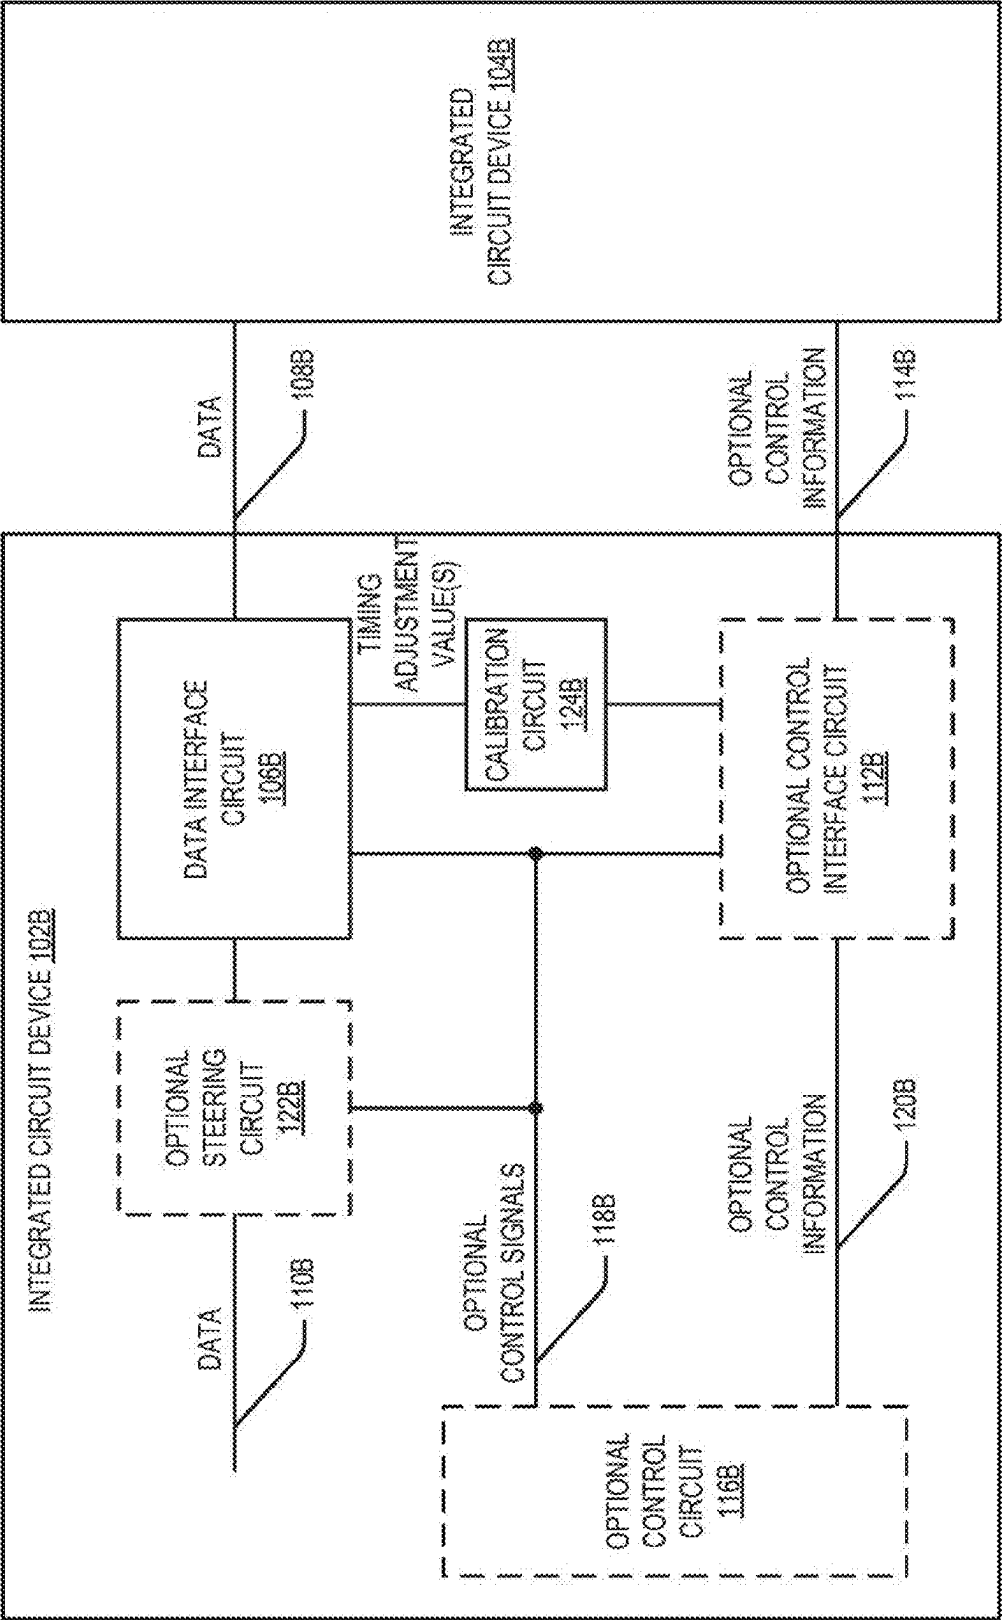 INTEGRATED CIRCUIT DEVICE 102B
DATA
110B
OPTIONAL
STEERING
CIRCUIT
122B
DATA INTERFACE
CIRCUIT
106B
DATA
108B
TIMING
ADJUSTMENT
VALUE(S)
CALIBRATION
CIRCUIT
124B
OPTIONAL
CONTROL SIGNALS
118B
OPTIONAL
CONTROL
CIRCUIT
116B
OPTIONAL
CONTROL
INFORMATION
120B
OPTIONAL CONTROL
INTERFACE CIRCUIT
112B
OPTIONAL
CONTROL
INFORMATION
114B
INTEGRATED
CIRCUIT DEVICE 104B